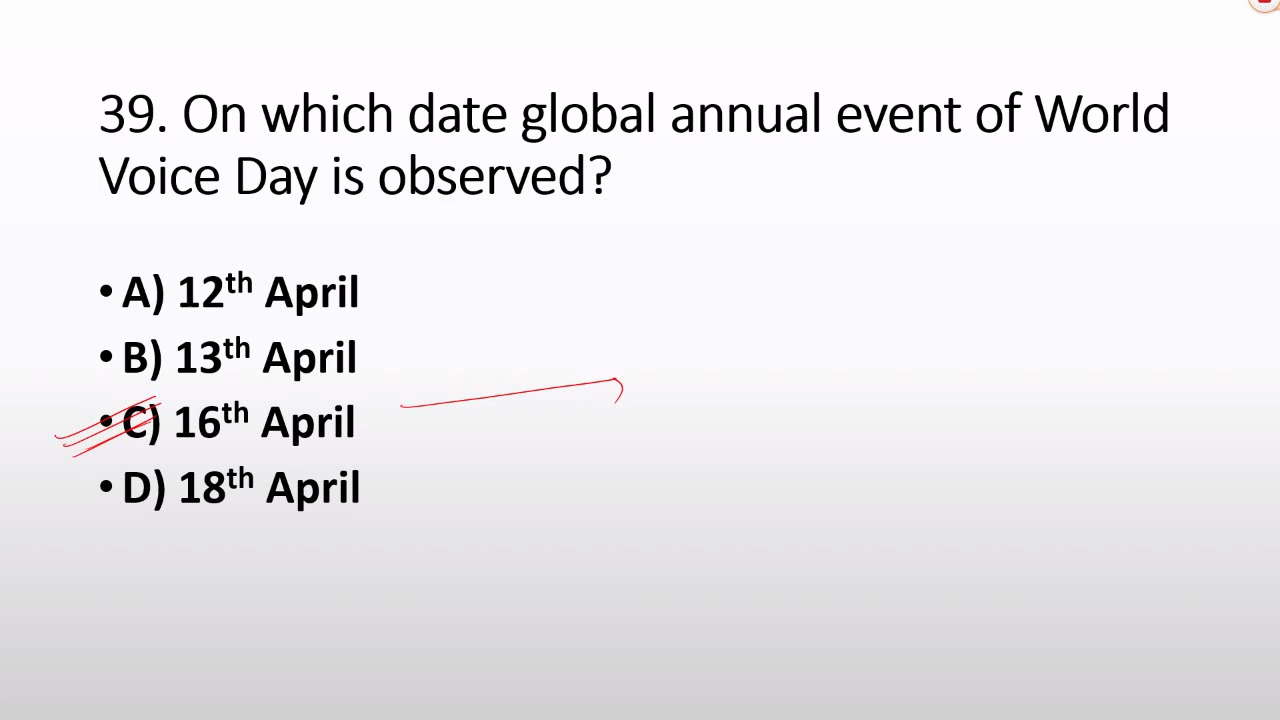 39. On which date global annual event of World
Voice Day is observed?
• A) 12th April
• B) 13th April
• C) 16th April
• D) 18th April